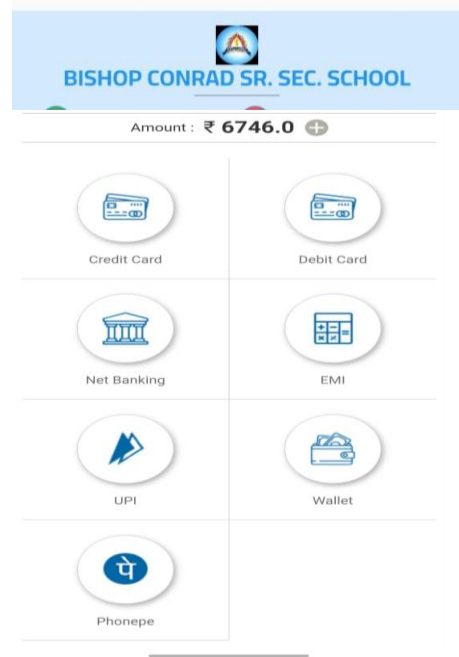 BISHOP CONRAD SR. SEC. SCHOOL
Amount : ₹ 6746.0
Credit Card
Debit Card
Net Banking
EMI
UPI
Wallet
पे
Phonepe